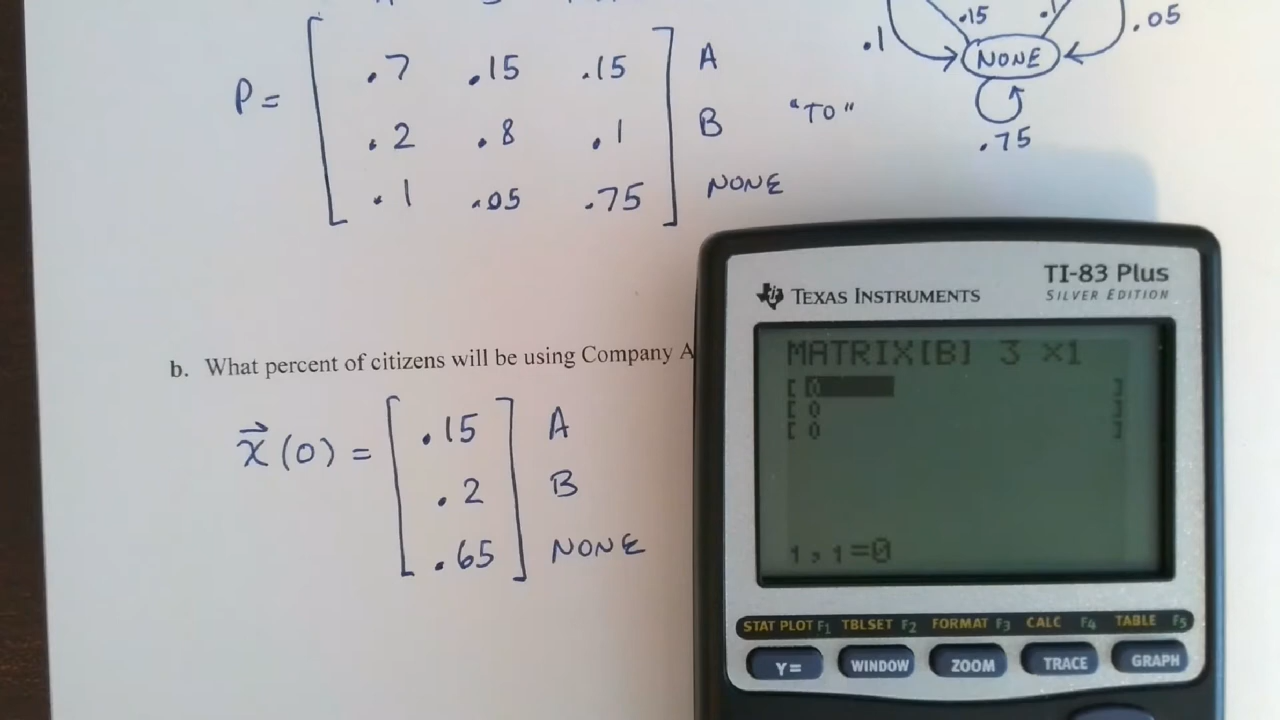 .15 .1
.1 NONE .05
.75
P = [ .7 .15 .15 ] A
.2 .8 .1 B "TO"
.1 .05 .75 NONE
b. What percent of citizens will be using Company A
x(0) = [ .15 ] A
.2 B
.65 NONE
TEXAS INSTRUMENTS
TI-83 Plus
SILVER EDITION
MATRIX[B] 3 ×1
[ 0 ]
[ 0 ]
[ 0 ]
1,1=0
STAT PLOT F1 TBLSET F2 FORMAT F3 CALC F4 TABLE F5
Y= WINDOW ZOOM TRACE GRAPH